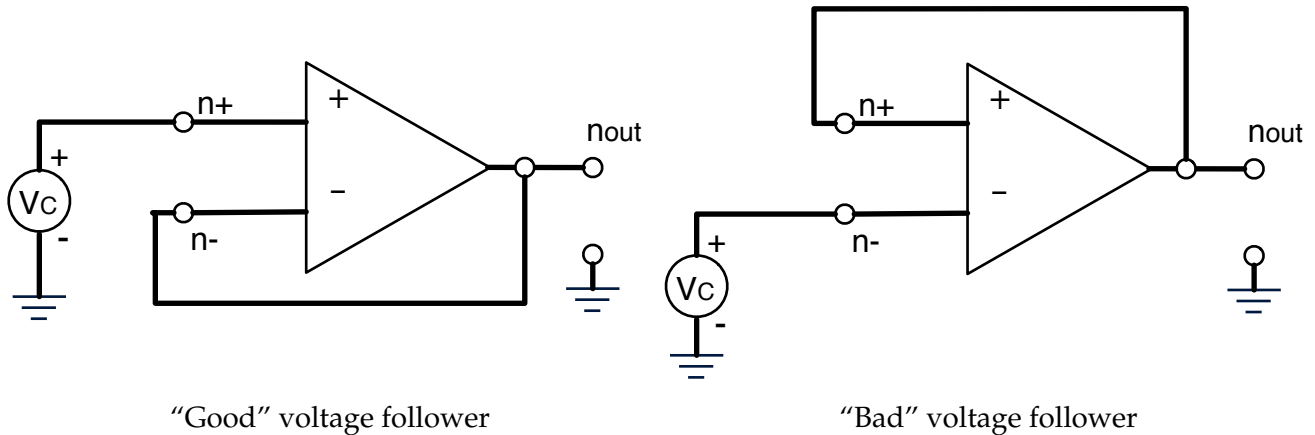 n+
+
nout
+
−
VC
n-
-
"Good" voltage follower
n+
+
nout
−
+
n-
VC
-
"Bad" voltage follower